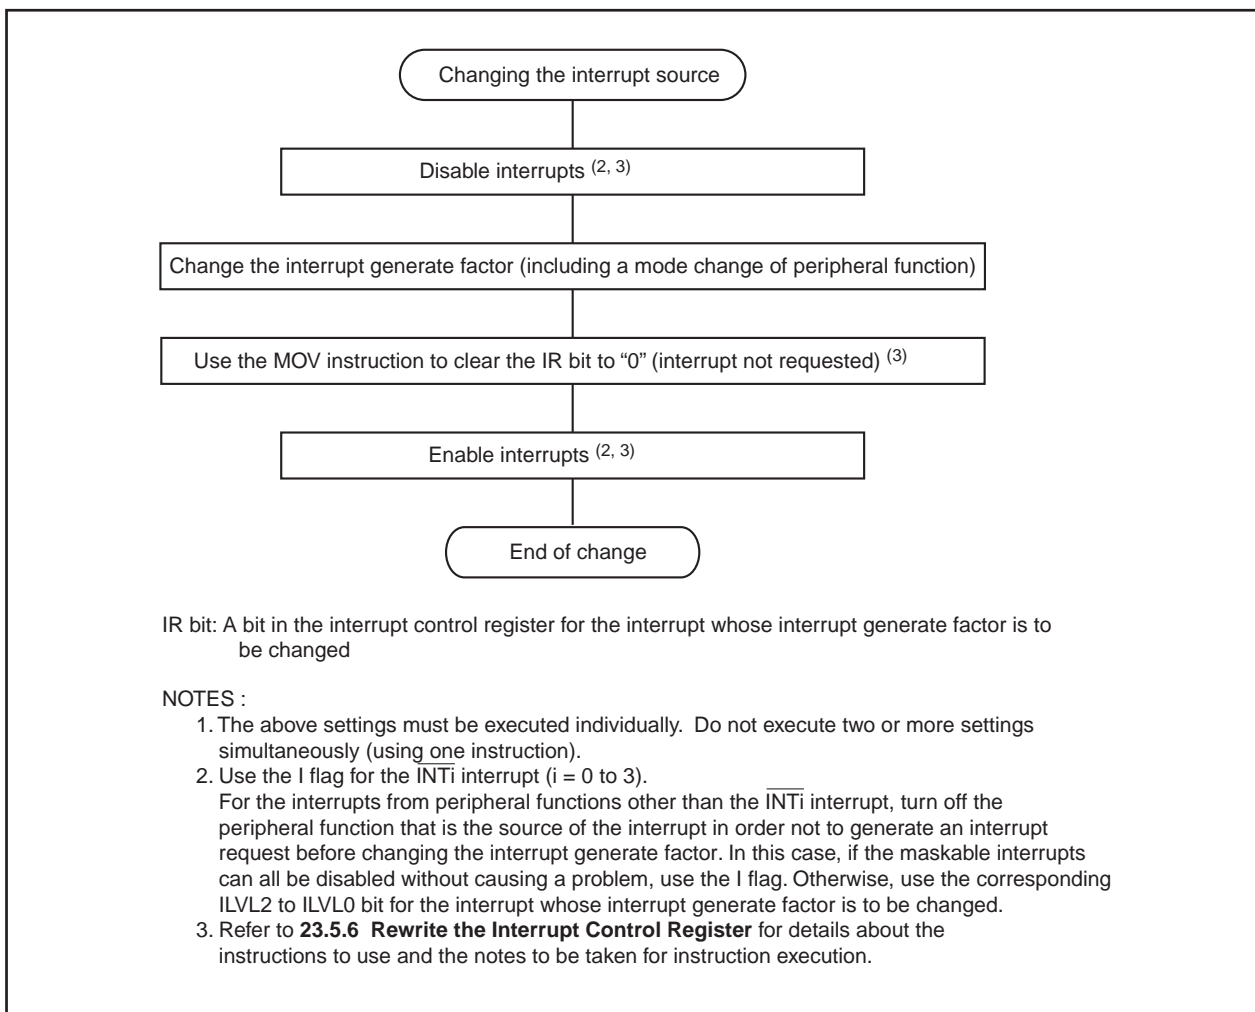 Changing the interrupt source
Disable interrupts (2, 3)
Change the interrupt generate factor (including a mode change of peripheral function)
Use the MOV instruction to clear the IR bit to “0” (interrupt not requested) (3)
Enable interrupts (2, 3)
End of change
IR bit: A bit in the interrupt control register for the interrupt whose interrupt generate factor is to
be changed
NOTES :
1. The above settings must be executed individually. Do not execute two or more settings
simultaneously (using one instruction).
2. Use the I flag for the INTi interrupt (i = 0 to 3).
For the interrupts from peripheral functions other than the INTi interrupt, turn off the
peripheral function that is the source of the interrupt in order not to generate an interrupt
request before changing the interrupt generate factor. In this case, if the maskable interrupts
can all be disabled without causing a problem, use the I flag. Otherwise, use the corresponding
ILVL2 to ILVL0 bit for the interrupt whose interrupt generate factor is to be changed.
3. Refer to 23.5.6 Rewrite the Interrupt Control Register for details about the
instructions to use and the notes to be taken for instruction execution.